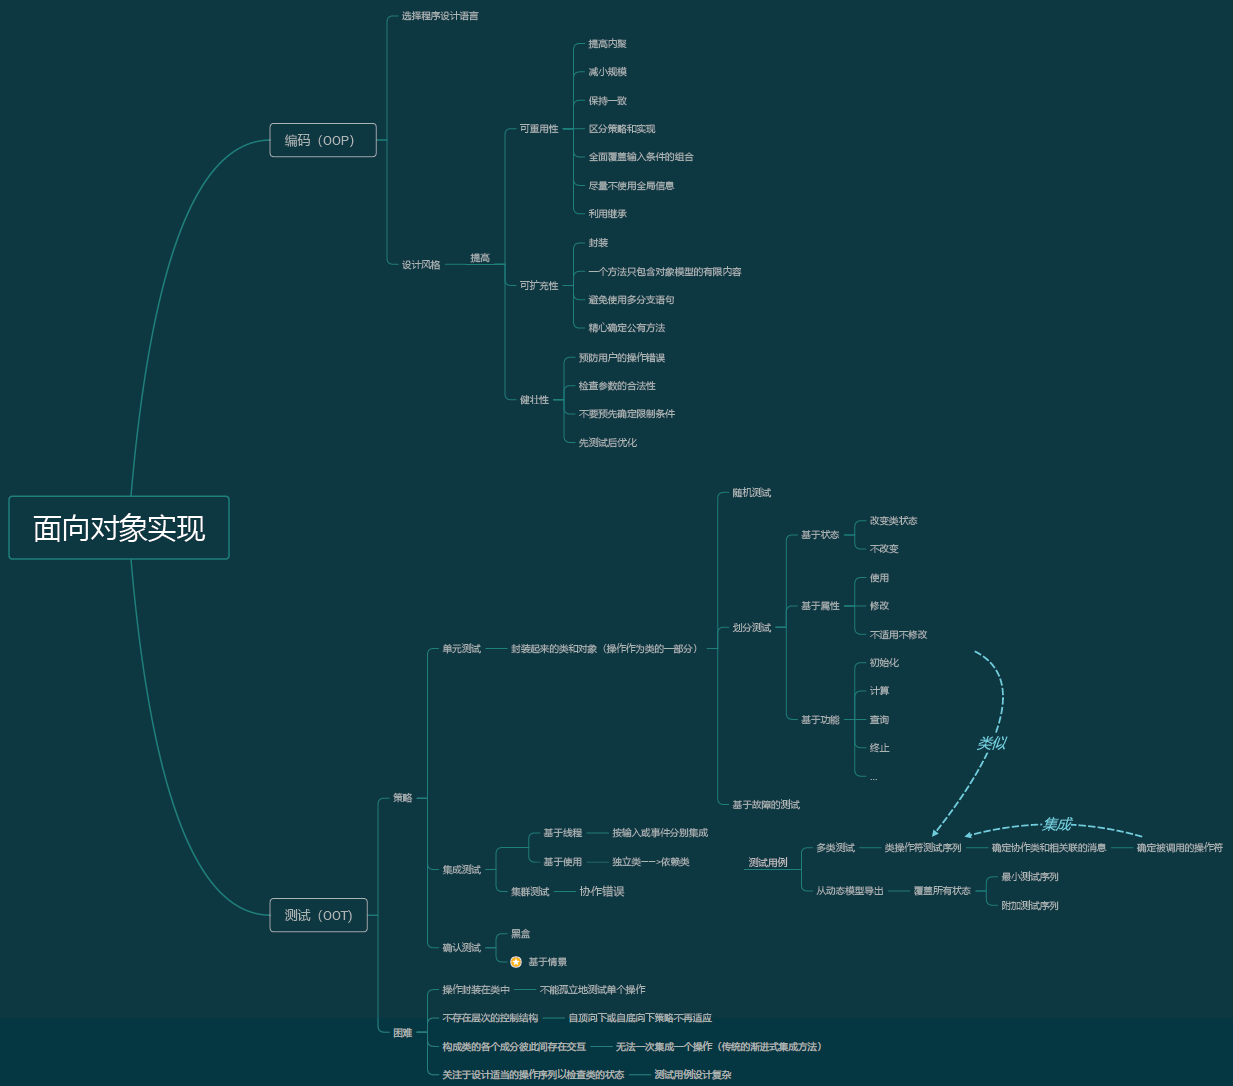 面向对象实现
编码（OOP）
选择程序设计语言
设计风格
提高
可重用性
提高内聚
减小规模
保持一致
区分策略和实现
全面覆盖输入条件的组合
尽量不使用全局信息
利用继承
可扩充性
封装
一个方法只包含对象模型的有限内容
避免使用多分支语句
精心确定公有方法
健壮性
预防用户的操作错误
检查参数的合法性
不要预先确定限制条件
先测试后优化
测试（OOT）
策略
单元测试
封装起来的类和对象（操作作为类的一部分）
随机测试
划分测试
基于状态
改变类状态
不改变
基于属性
使用
修改
不适用不修改
基于功能
初始化
计算
查询
终止
...
基于故障的测试
集成测试
基于线程
按输入或事件分别集成
基于使用
独立类——>依赖类
集群测试
协作错误
测试用例
多类测试
类操作符测试序列
确定协作类和相关联的消息
确定被调用的操作符
从动态模型导出
覆盖所有状态
最小测试序列
附加测试序列
类似
集成
确认测试
黑盒
基于情景
困难
操作封装在类中
不能孤立地测试单个操作
不存在层次的控制结构
自顶向下或自底向下策略不再适应
构成类的各个成分彼此间存在交互
无法一次集成一个操作（传统的渐进式集成方法）
关注于设计适当的操作序列以检查类的状态
测试用例设计复杂